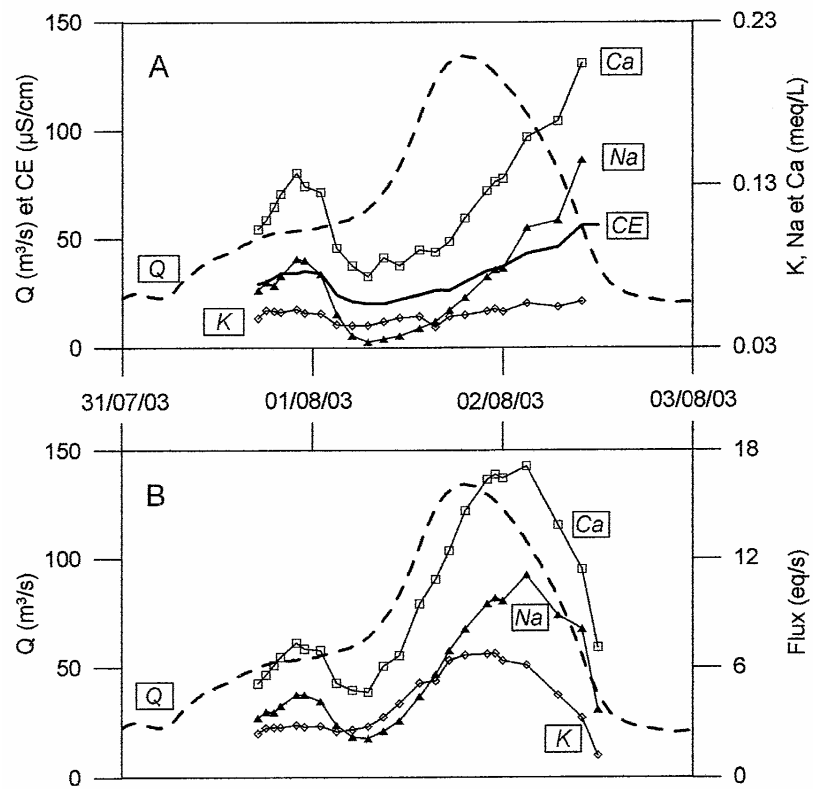 150
100
50
0
Q (m³/s) et CE (µS/cm)
A
Ca
Na
CE
Q
K
0.23
0.13
0.03
K, Na et Ca (meq/L)
31/07/03
01/08/03
02/08/03
03/08/03
150
100
50
0
Q (m³/s)
B
Ca
Na
Q
K
18
12
6
0
Flux (eq/s)